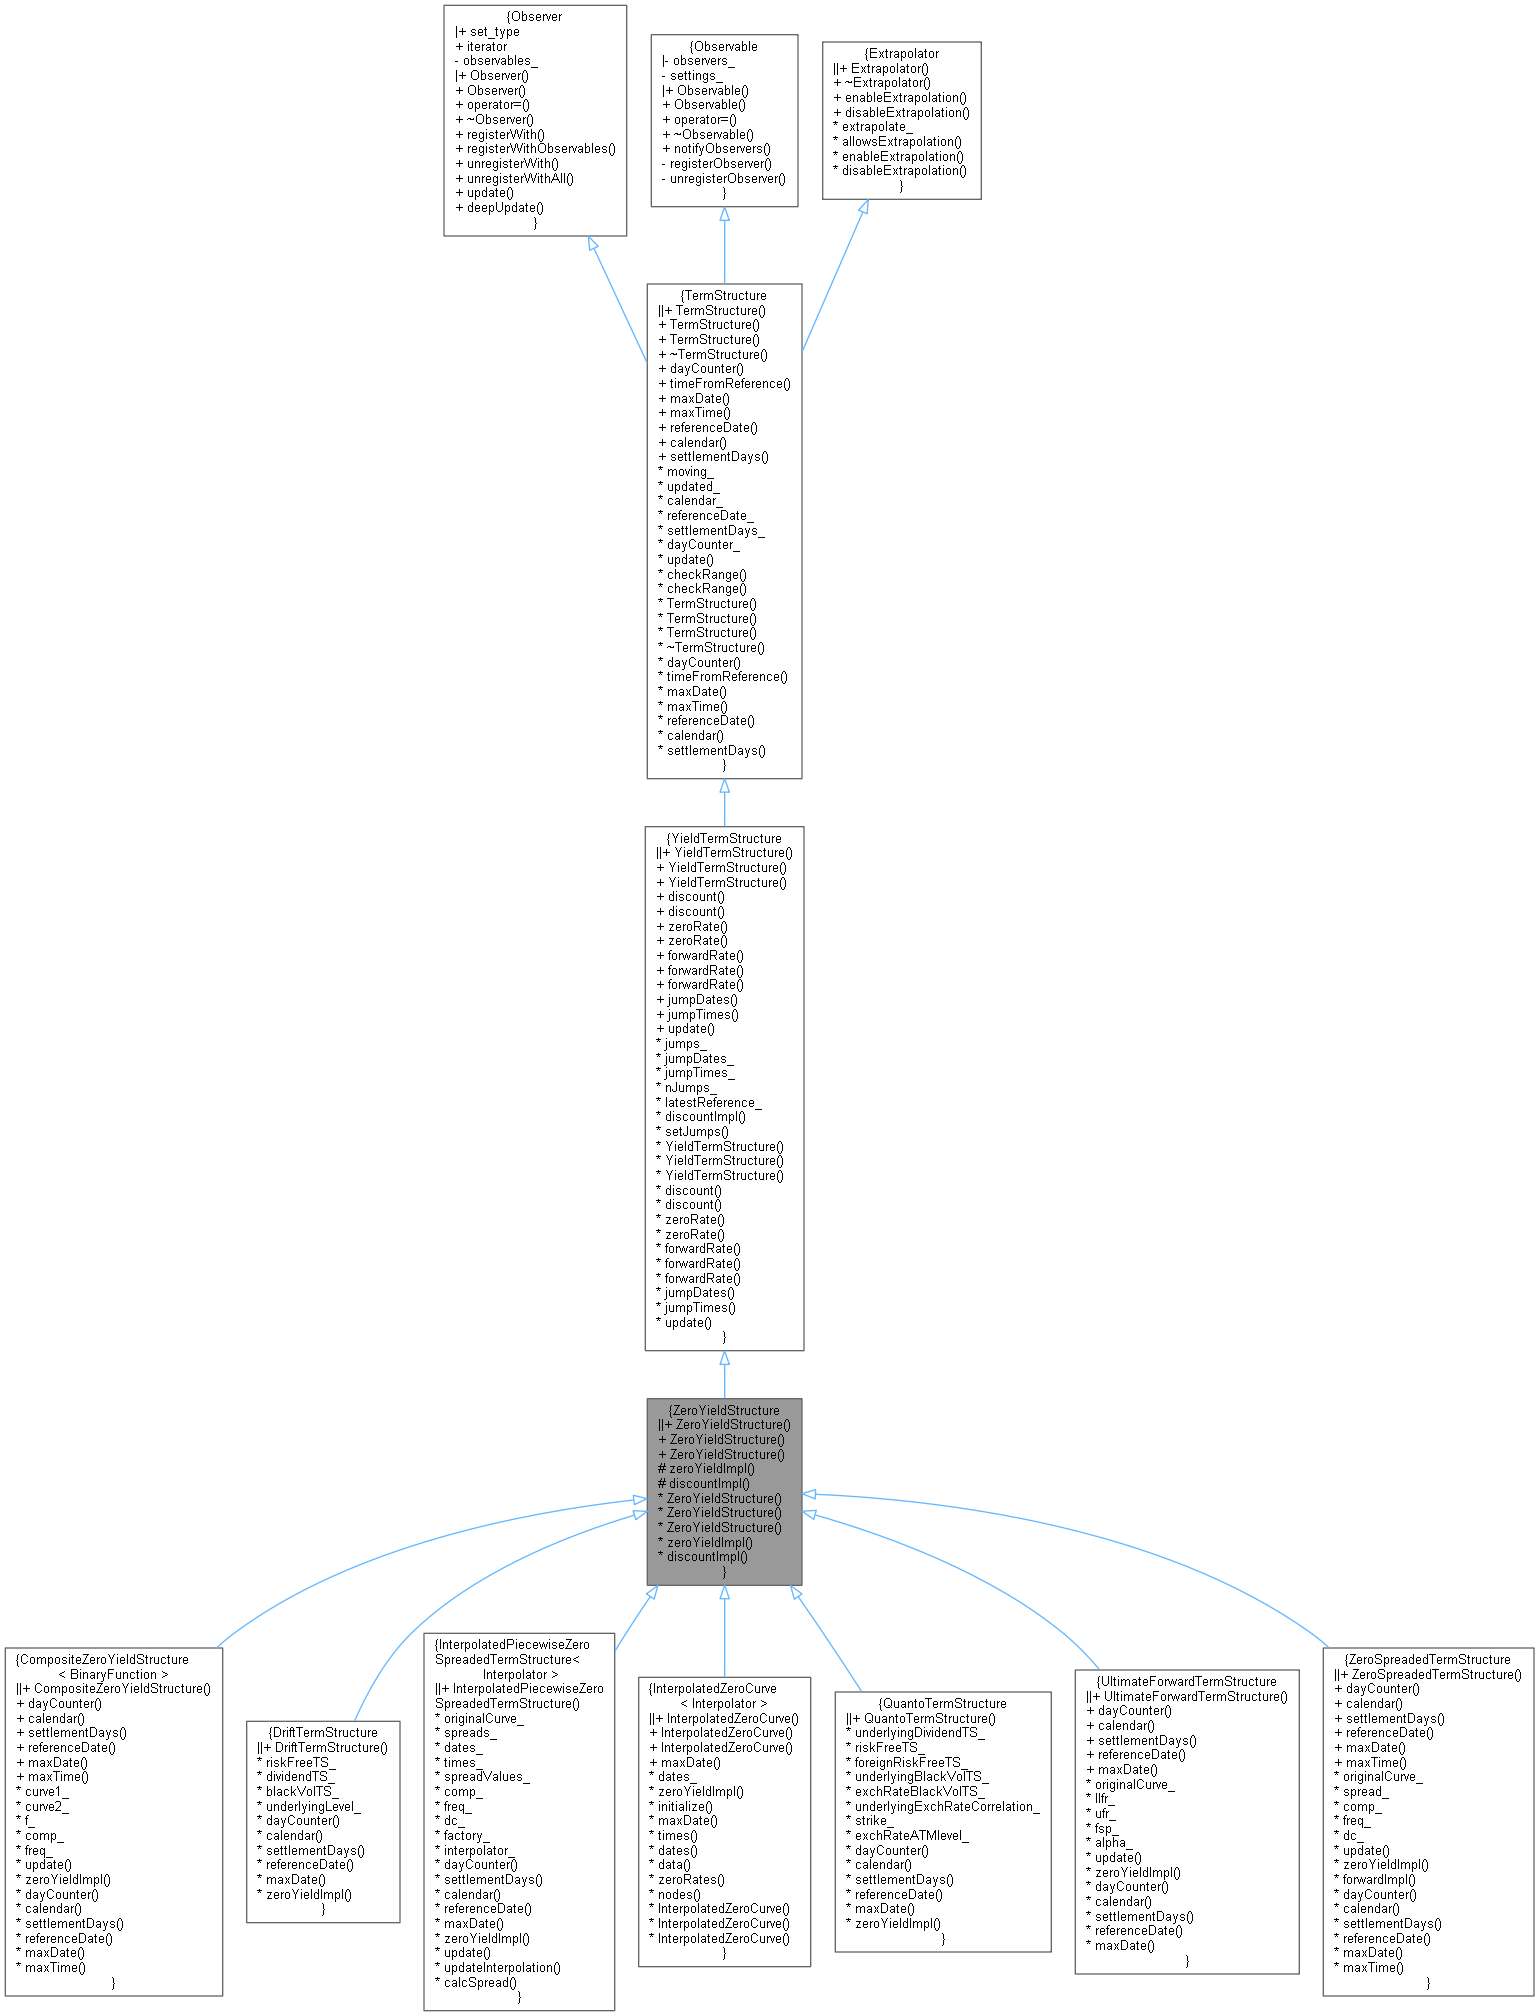 {Observer
|+ set_type
+ iterator
- observables_
|+ Observer()
+ Observer()
+ operator=()
+ ~Observer()
+ registerWith()
+ registerWithObservables()
+ unregisterWith()
+ unregisterWithAll()
+ update()
+ deepUpdate()
}
{Observable
|- observers_
- settings_
|+ Observable()
+ Observable()
+ operator=()
+ ~Observable()
+ notifyObservers()
- registerObserver()
- unregisterObserver()
}
{Extrapolator
||+ Extrapolator()
+ ~Extrapolator()
+ enableExtrapolation()
+ disableExtrapolation()
* extrapolate_
* allowsExtrapolation()
* enableExtrapolation()
* disableExtrapolation()
}
{TermStructure
||+ TermStructure()
+ TermStructure()
+ TermStructure()
+ ~TermStructure()
+ dayCounter()
+ timeFromReference()
+ maxDate()
+ maxTime()
+ referenceDate()
+ calendar()
+ settlementDays()
* moving_
* updated_
* calendar_
* referenceDate_
* settlementDays_
* dayCounter_
* update()
* checkRange()
* checkRange()
* TermStructure()
* TermStructure()
* TermStructure()
* ~TermStructure()
* dayCounter()
* timeFromReference()
* maxDate()
* maxTime()
* referenceDate()
* calendar()
* settlementDays()
}
{YieldTermStructure
||+ YieldTermStructure()
+ YieldTermStructure()
+ YieldTermStructure()
+ discount()
+ discount()
+ zeroRate()
+ zeroRate()
+ forwardRate()
+ forwardRate()
+ forwardRate()
+ jumpDates()
+ jumpTimes()
+ update()
* jumps_
* jumpDates_
* jumpTimes_
* nJumps_
* latestReference_
* discountImpl()
* setJumps()
* YieldTermStructure()
* YieldTermStructure()
* YieldTermStructure()
* discount()
* discount()
* zeroRate()
* zeroRate()
* forwardRate()
* forwardRate()
* forwardRate()
* jumpDates()
* jumpTimes()
* update()
}
{ZeroYieldStructure
||+ ZeroYieldStructure()
+ ZeroYieldStructure()
+ ZeroYieldStructure()
# zeroYieldImpl()
# discountImpl()
* ZeroYieldStructure()
* ZeroYieldStructure()
* ZeroYieldStructure()
* zeroYieldImpl()
* discountImpl()
}
{CompositeZeroYieldStructure
< BinaryFunction >
||+ CompositeZeroYieldStructure()
+ dayCounter()
+ calendar()
+ settlementDays()
+ referenceDate()
+ maxDate()
+ maxTime()
* curve1_
* curve2_
* f_
* comp_
* freq_
* update()
* zeroYieldImpl()
* dayCounter()
* calendar()
* settlementDays()
* referenceDate()
* maxDate()
* maxTime()
}
{DriftTermStructure
||+ DriftTermStructure()
* riskFreeTS_
* dividendTS_
* blackVolTS_
* underlyingLevel_
* dayCounter()
* calendar()
* settlementDays()
* referenceDate()
* maxDate()
* zeroYieldImpl()
}
{InterpolatedPiecewiseZero
SpreadedTermStructure<
Interpolator >
||+ InterpolatedPiecewiseZero
SpreadedTermStructure()
* originalCurve_
* spreads_
* dates_
* times_
* spreadValues_
* comp_
* freq_
* dc_
* factory_
* interpolator_
* dayCounter()
* settlementDays()
* calendar()
* referenceDate()
* maxDate()
* zeroYieldImpl()
* update()
* updateInterpolation()
* calcSpread()
}
{InterpolatedZeroCurve
< Interpolator >
||+ InterpolatedZeroCurve()
+ InterpolatedZeroCurve()
+ InterpolatedZeroCurve()
+ maxDate()
* dates_
* zeroYieldImpl()
* initialize()
* maxDate()
* times()
* dates()
* data()
* zeroRates()
* nodes()
* InterpolatedZeroCurve()
* InterpolatedZeroCurve()
* InterpolatedZeroCurve()
}
{QuantoTermStructure
||+ QuantoTermStructure()
* underlyingDividendTS_
* riskFreeTS_
* foreignRiskFreeTS_
* underlyingBlackVolTS_
* exchRateBlackVolTS_
* underlyingExchRateCorrelation_
* strike_
* exchRateATMlevel_
* dayCounter()
* calendar()
* settlementDays()
* referenceDate()
* maxDate()
* zeroYieldImpl()
}
{UltimateForwardTermStructure
||+ UltimateForwardTermStructure()
+ dayCounter()
+ calendar()
+ settlementDays()
+ referenceDate()
+ maxDate()
* originalCurve_
* llfr_
* ufr_
* fsp_
* alpha_
* update()
* zeroYieldImpl()
* dayCounter()
* calendar()
* settlementDays()
* referenceDate()
* maxDate()
}
{ZeroSpreadedTermStructure
||+ ZeroSpreadedTermStructure()
+ dayCounter()
+ calendar()
+ settlementDays()
+ referenceDate()
+ maxDate()
+ maxTime()
* originalCurve_
* spread_
* comp_
* freq_
* dc_
* update()
* zeroYieldImpl()
* forwardImpl()
* dayCounter()
* calendar()
* settlementDays()
* referenceDate()
* maxDate()
* maxTime()
}